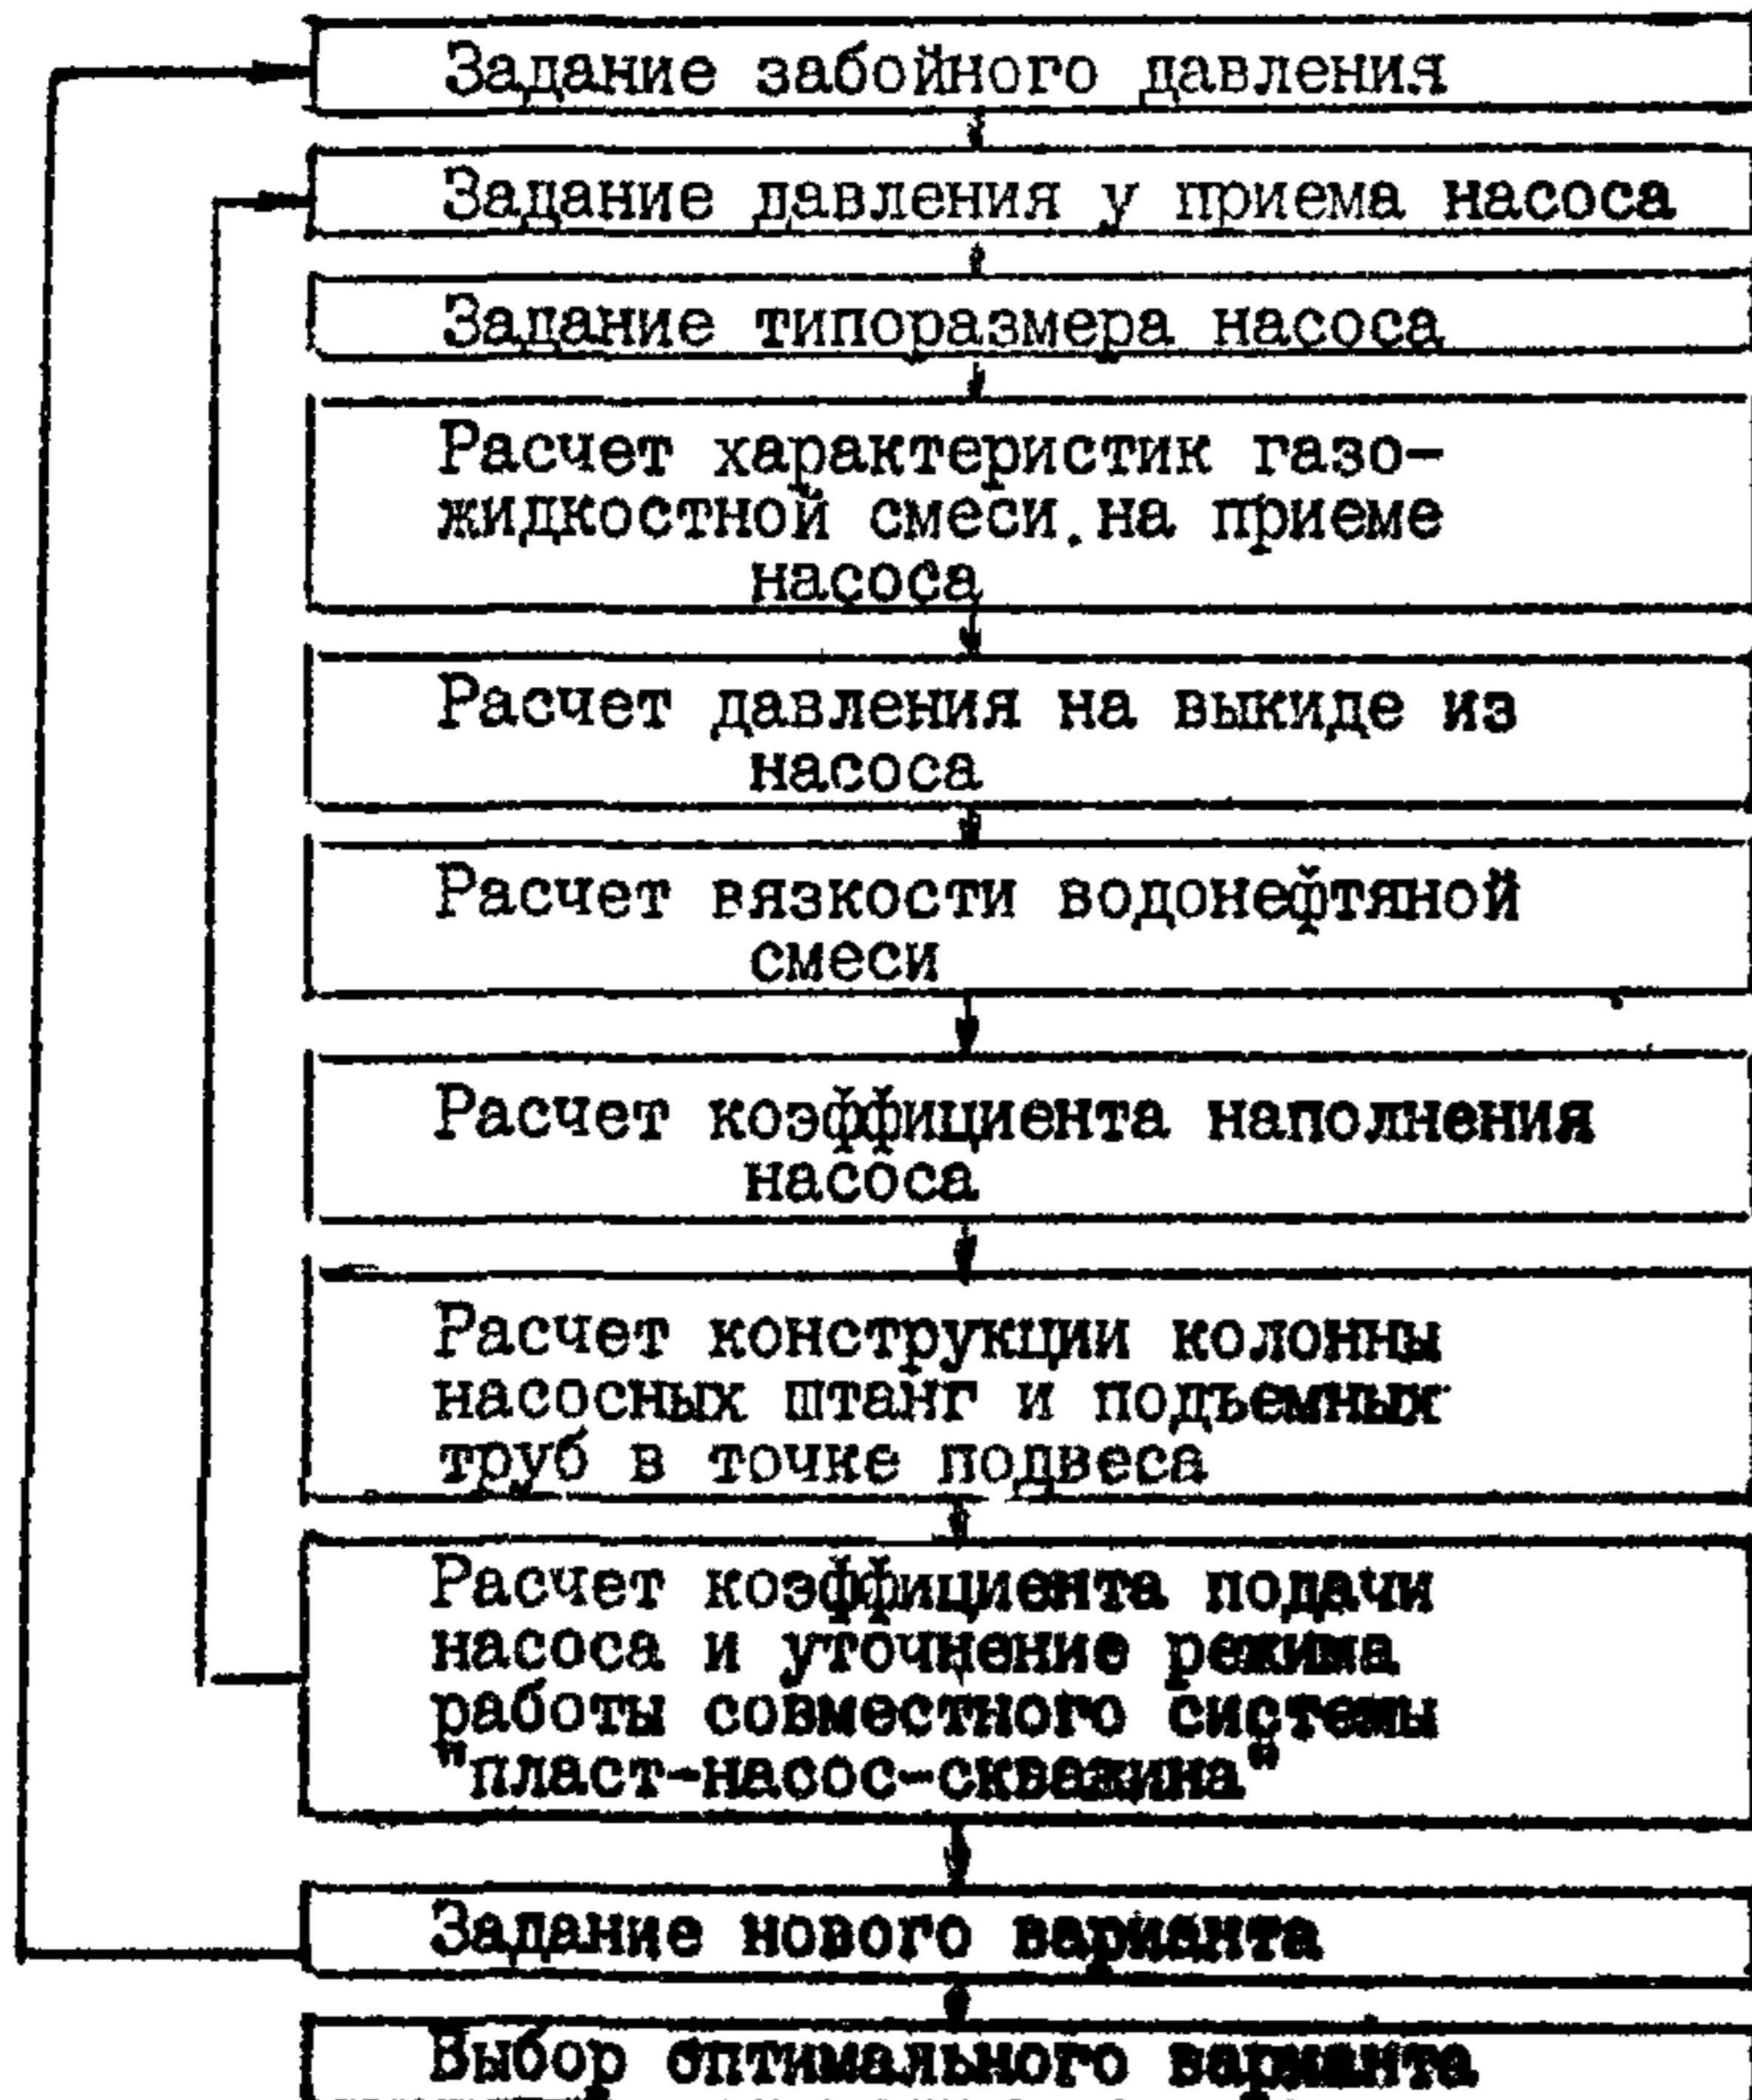 Задание забойного давления
Задание давления у приема насоса
Задание типоразмера насоса
Расчет характеристик газо-
жидкостной смеси на приеме
насоса
Расчет давления на выкиде из
насоса
Расчет вязкости водонефтяной
смеси
Расчет коэффициента наполнения
насоса
Расчет конструкции колонны
насосных штанг и подъемных
труб в точке подвеса
Расчет коэффициента подачи
насоса и уточнение режима
работы совместного системы
"пласт-насос-скважина"
Задание нового варианта
Выбор оптимального варианта